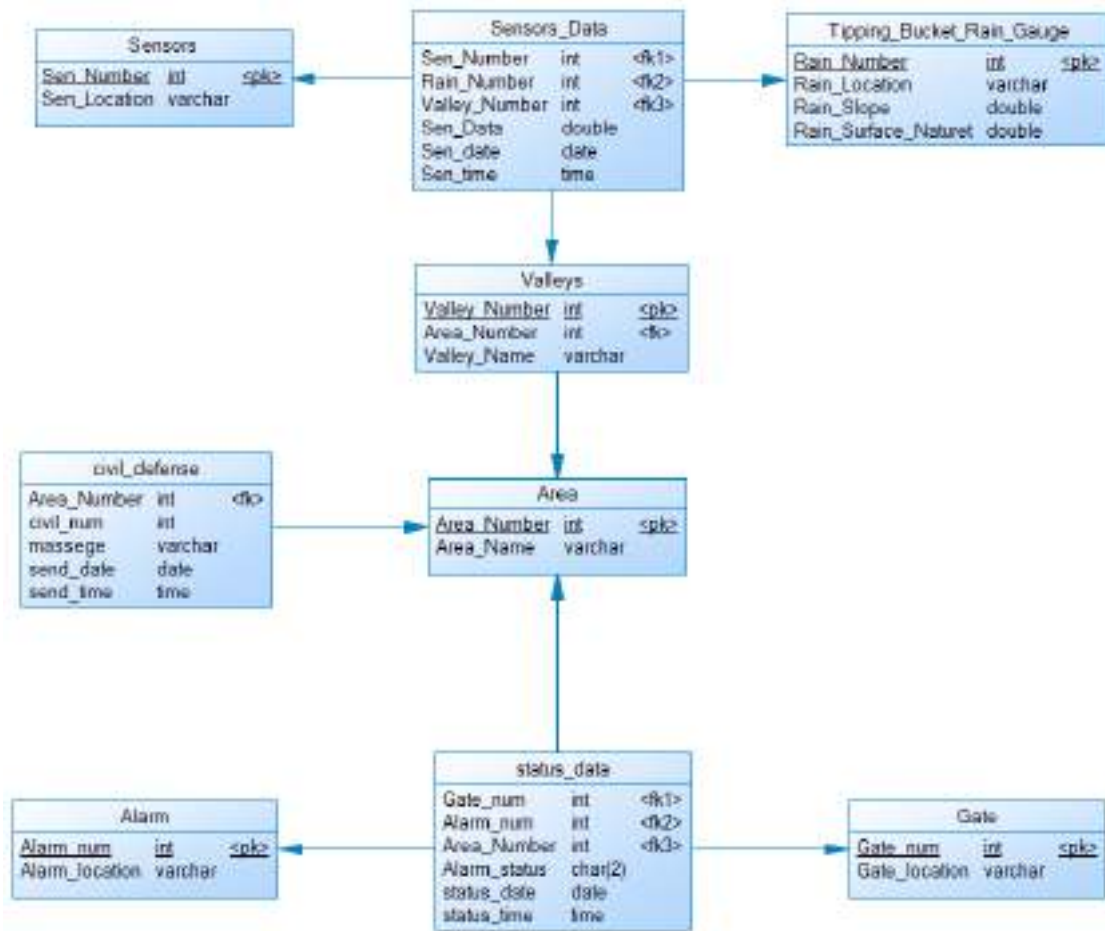 Sensors
Sen_Number int <pk>
Sen_Location varchar
Sensors_Data
Sen_Number int <fk1>
Rain_Number int <fk2>
Valley_Number int <fk3>
Sen_Data double
Sen_date date
Sen_time time
Tipping_Bucket_Rain_Gauge
Rain_Number int <pk>
Rain_Location varchar
Rain_Slope double
Rain_Surface_Naturet double
Valleys
Valley_Number int <pk>
Area_Number int <fk>
Valley_Name varchar
civil_defense
Area_Number int <fk>
civil_num int
massege varchar
send_date date
send_time time
Area
Area_Number int <pk>
Area_Name varchar
status_data
Gate_num int <fk1>
Alarm_num int <fk2>
Area_Number int <fk3>
Alarm_status char(2)
status_date date
status_time time
Alarm
Alarm_num int <pk>
Alarm_location varchar
Gate
Gate_num int <pk>
Gate_location varchar